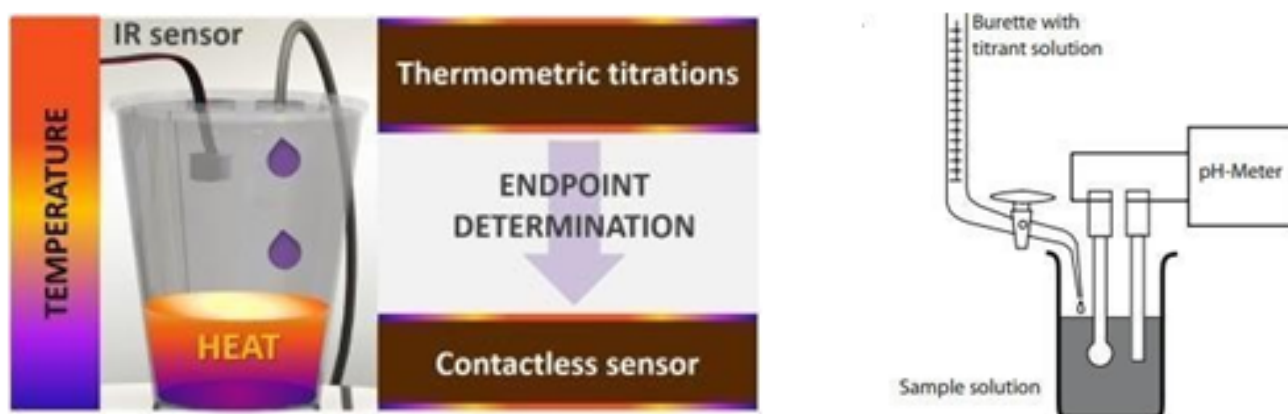 TEMPERATURE
IR sensor
HEAT
Thermometric titrations
ENDPOINT
DETERMINATION
Contactless sensor
Burette with
titrant solution
pH-Meter
Sample solution